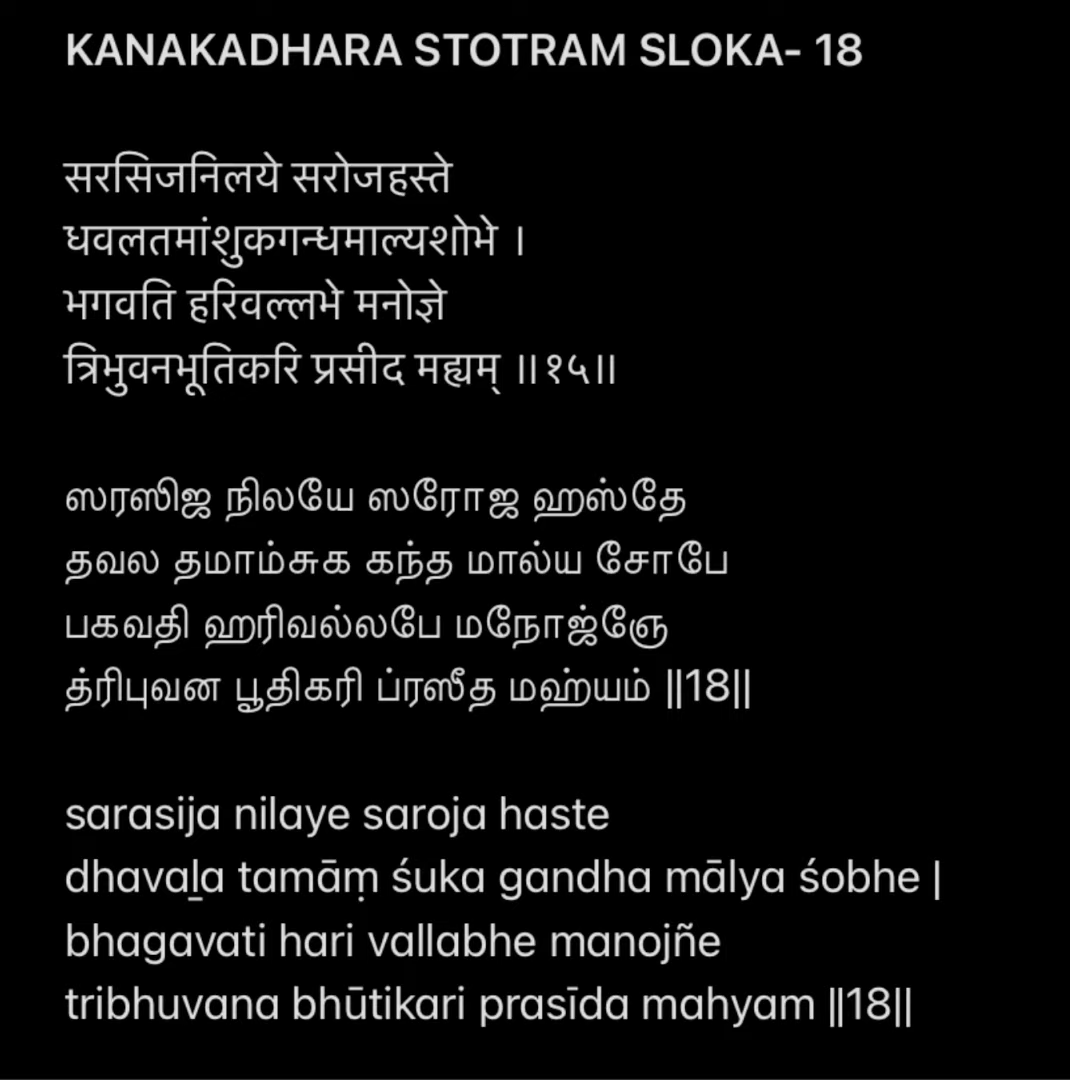 KANAKADHARA STOTRAM SLOKA- 18
सरसिजनिलये सरोजहस्ते
धवलतमांशुकगन्धमाल्यशोभे ।
भगवति हरिवल्लभे मनोज्ञे
त्रिभुवनभूतिकरि प्रसीद मह्यम् ॥१५॥
ஸரஸிஜ நிலயே ஸரோஜ ஹஸ்தே
தவல தமாம்சுக கந்த மால்ய சோபே
பகவதி ஹரிவல்லபே மநோஜ்ஞே
த்ரிபுவன பூதிகரி ப்ரஸீத மஹ்யம் ||18||
sarasija nilaye saroja haste
dhavaḻa tamāṃ śuka gandha mālya śobhe |
bhagavati hari vallabhe manojñe
tribhuvana bhūtikari prasīda mahyam ||18||